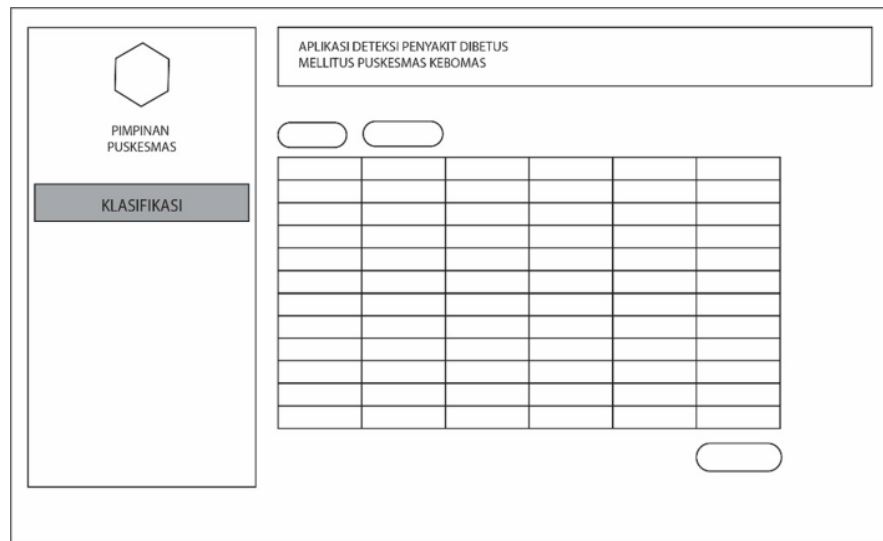 APLIKASI DETEKSI PENYAKIT DIBETUS
MELLITUS PUSKESMAS KEBOMAS
PIMPINAN
PUSKESMAS
KLASIFIKASI